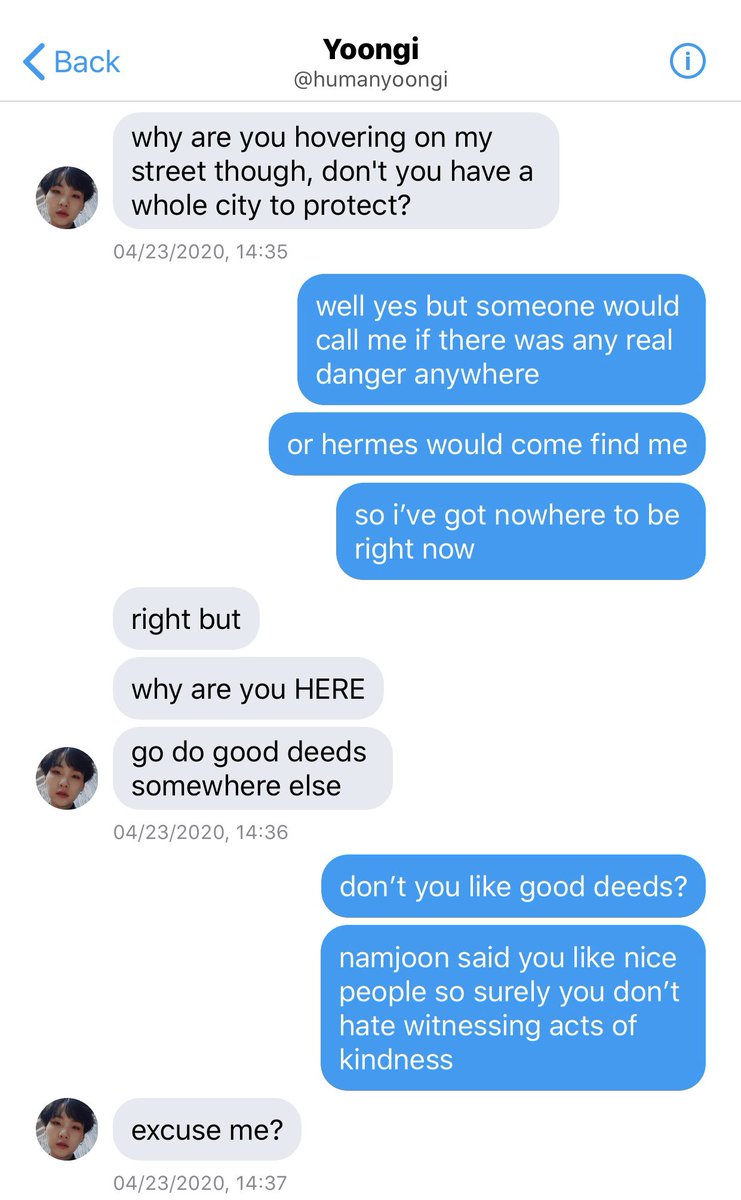 Back
Yoongi
@humanyoongi
why are you hovering on my
street though, don't you have a
whole city to protect?
04/23/2020, 14:35
well yes but someone would
call me if there was any real
danger anywhere
or hermes would come find me
so i’ve got nowhere to be
right now
right but
why are you HERE
go do good deeds
somewhere else
04/23/2020, 14:36
don’t you like good deeds?
namjoon said you like nice
people so surely you don’t
hate witnessing acts of
kindness
excuse me?
04/23/2020, 14:37